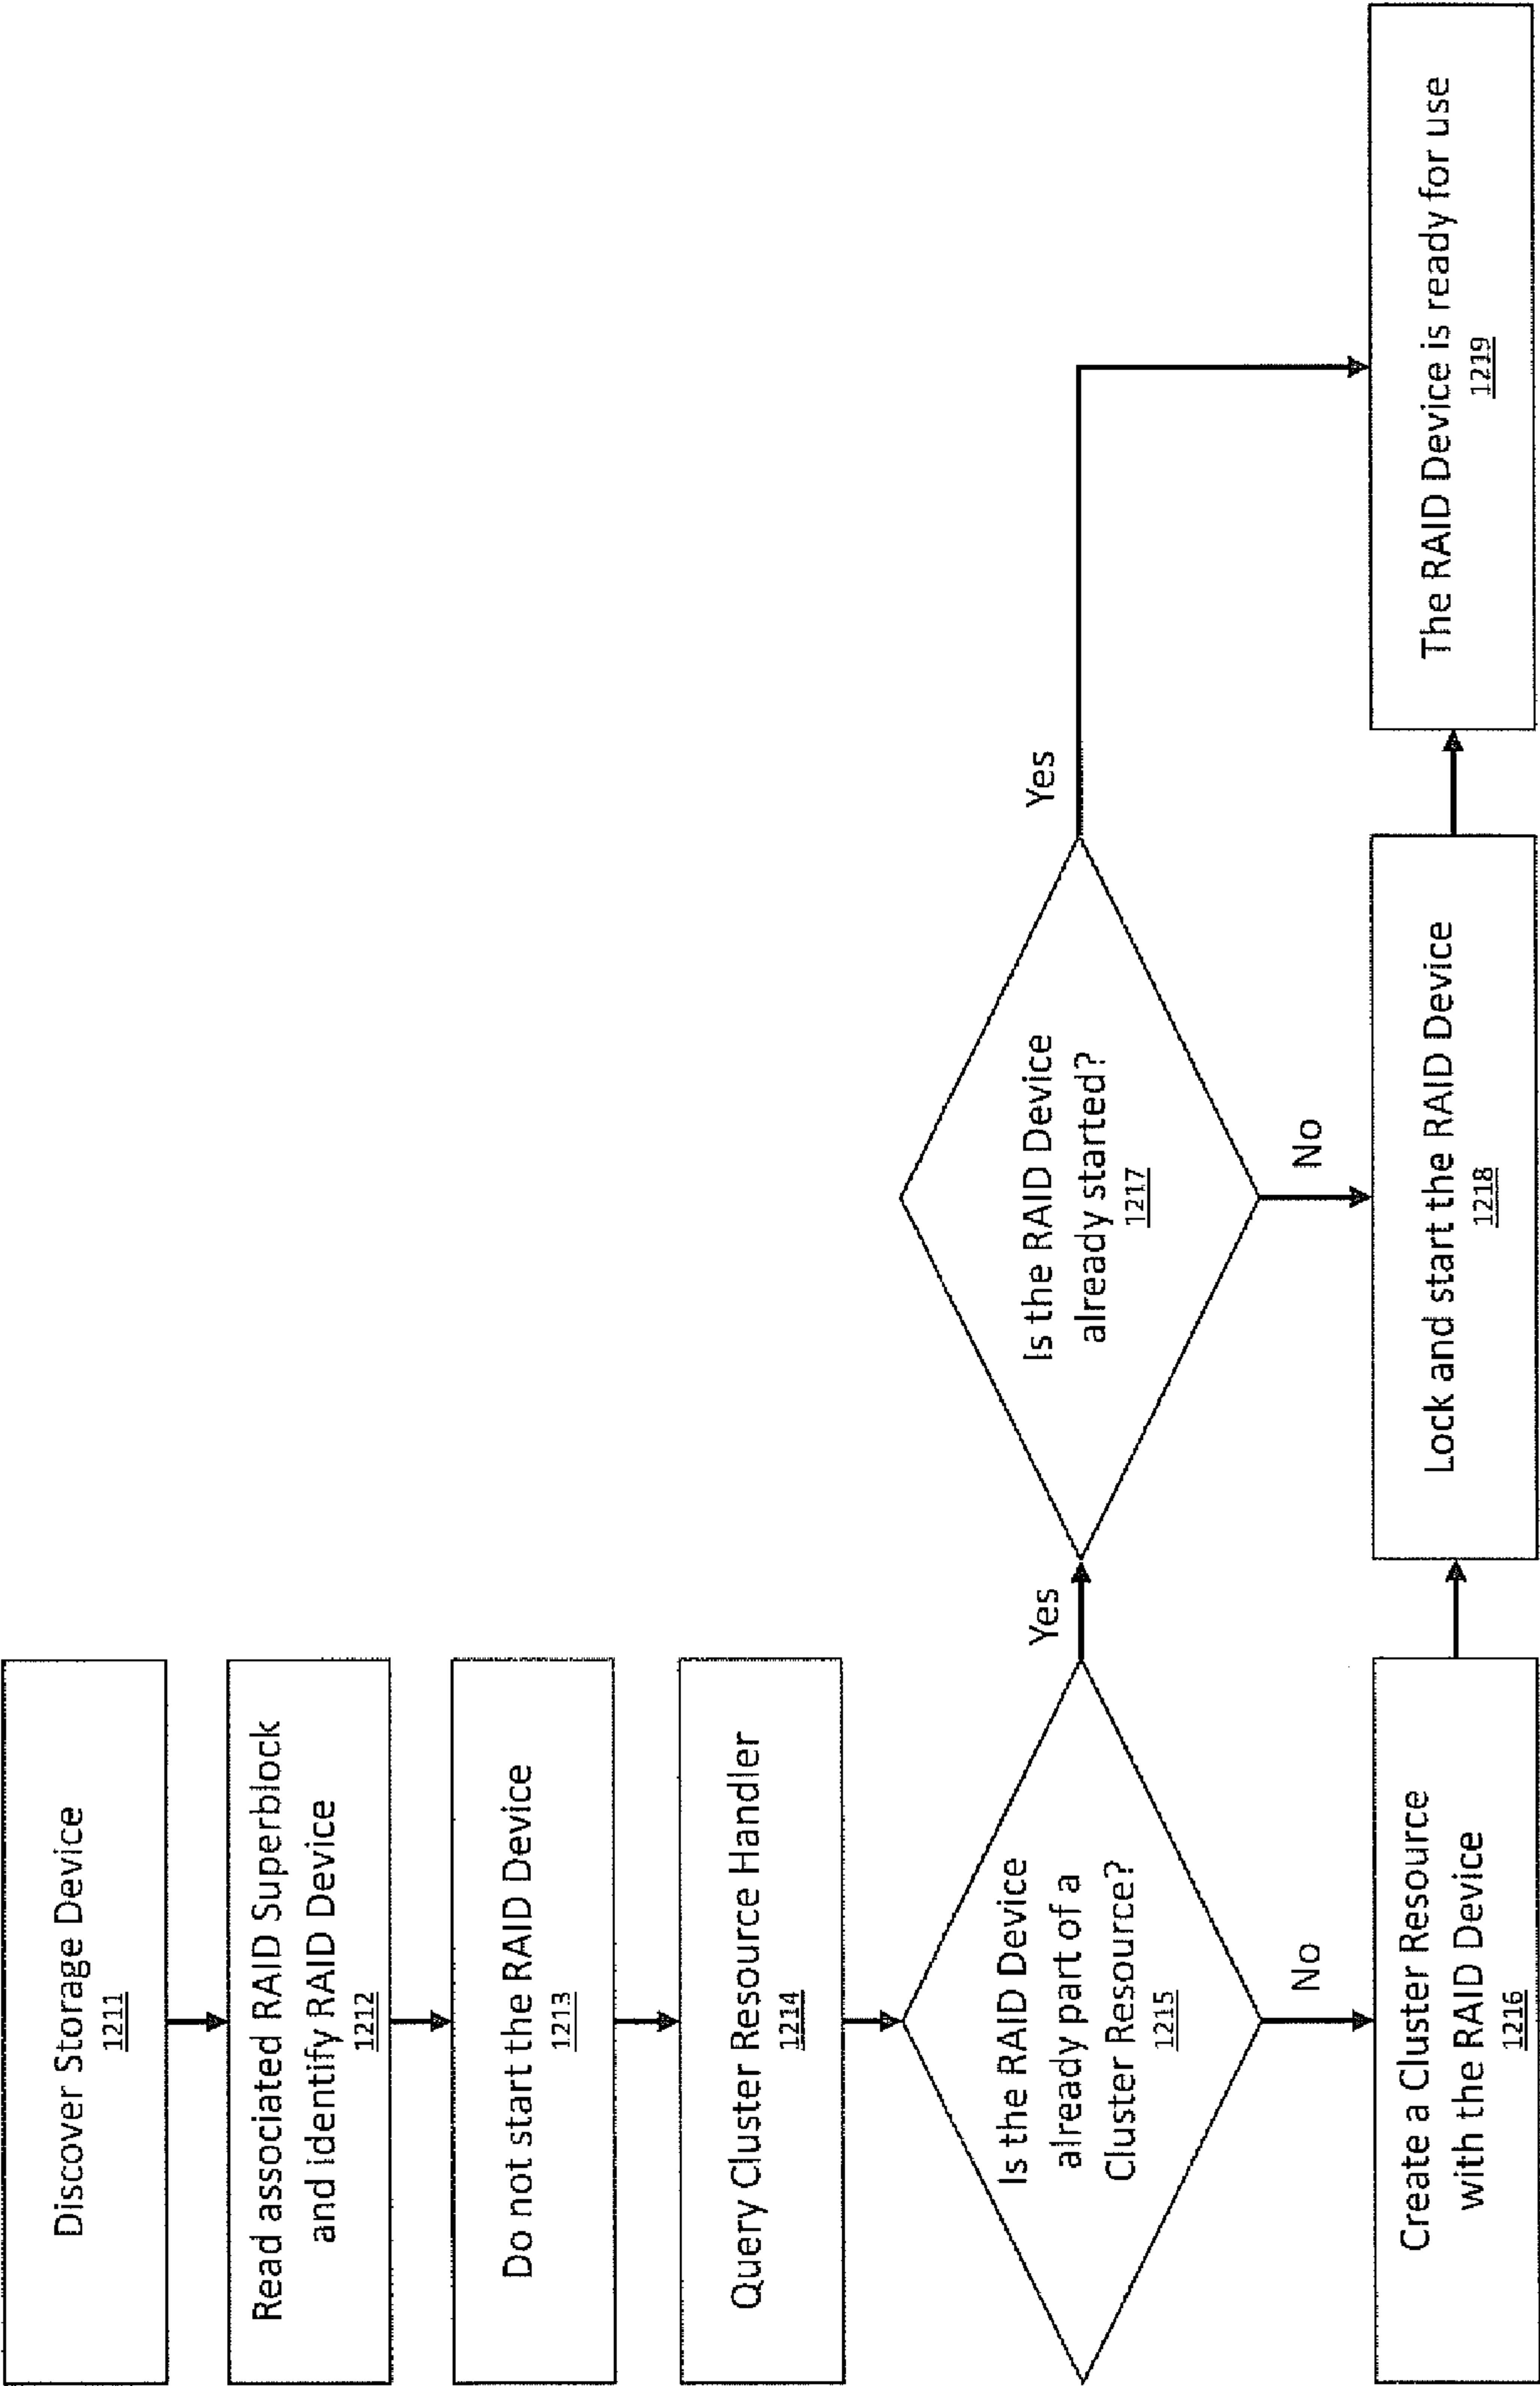 Discover Storage Device
1211
Read associated RAID Superblock
and identify RAID Device
1212
Do not start the RAID Device
1213
Query Cluster Resource Handler
1214
Is the RAID Device
already part of a
Cluster Resource?
1215
Yes
No
Create a Cluster Resource
with the RAID Device
1216
Is the RAID Device
already started?
1217
Yes
No
Lock and start the RAID Device
1218
The RAID Device is ready for use
1219